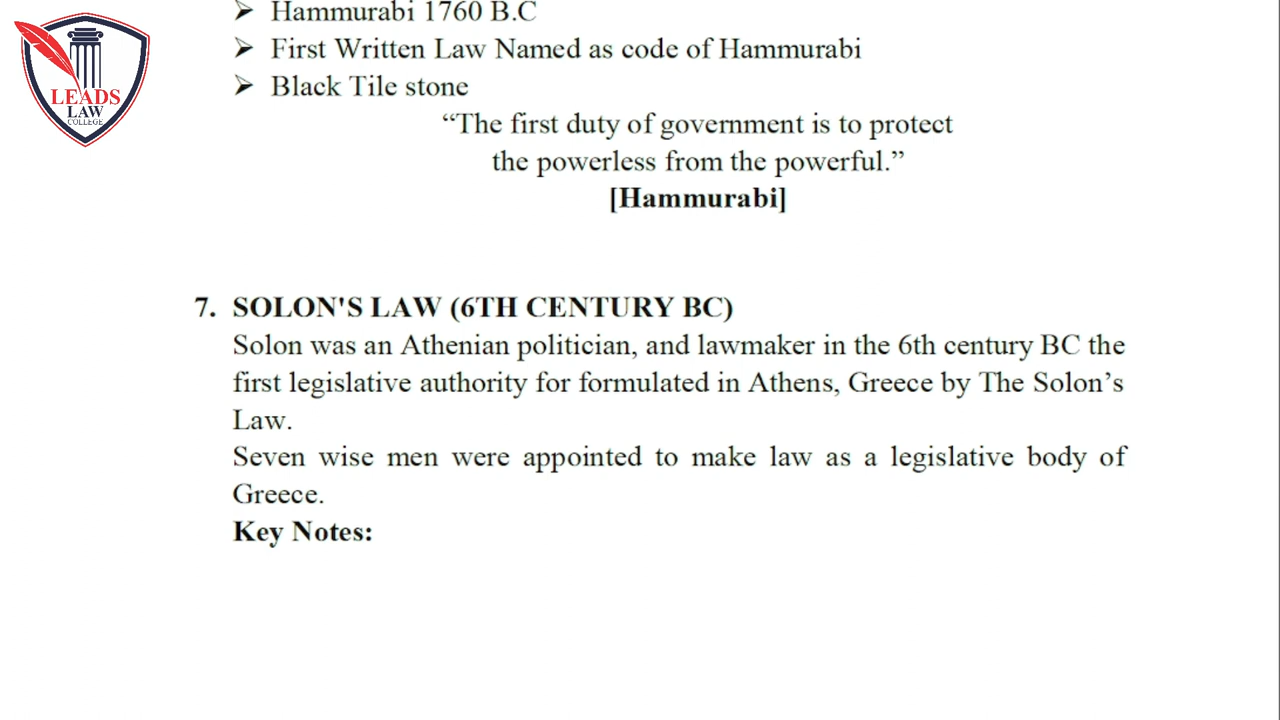 LEADS
LAW
COLLEGE
➢ Hammurabi 1760 B.C
➢ First Written Law Named as code of Hammurabi
➢ Black Tile stone
“The first duty of government is to protect
the powerless from the powerful.”
[Hammurabi]
7. SOLON'S LAW (6TH CENTURY BC)
Solon was an Athenian politician, and lawmaker in the 6th century BC the
first legislative authority for formulated in Athens, Greece by The Solon’s
Law.
Seven wise men were appointed to make law as a legislative body of
Greece.
Key Notes: